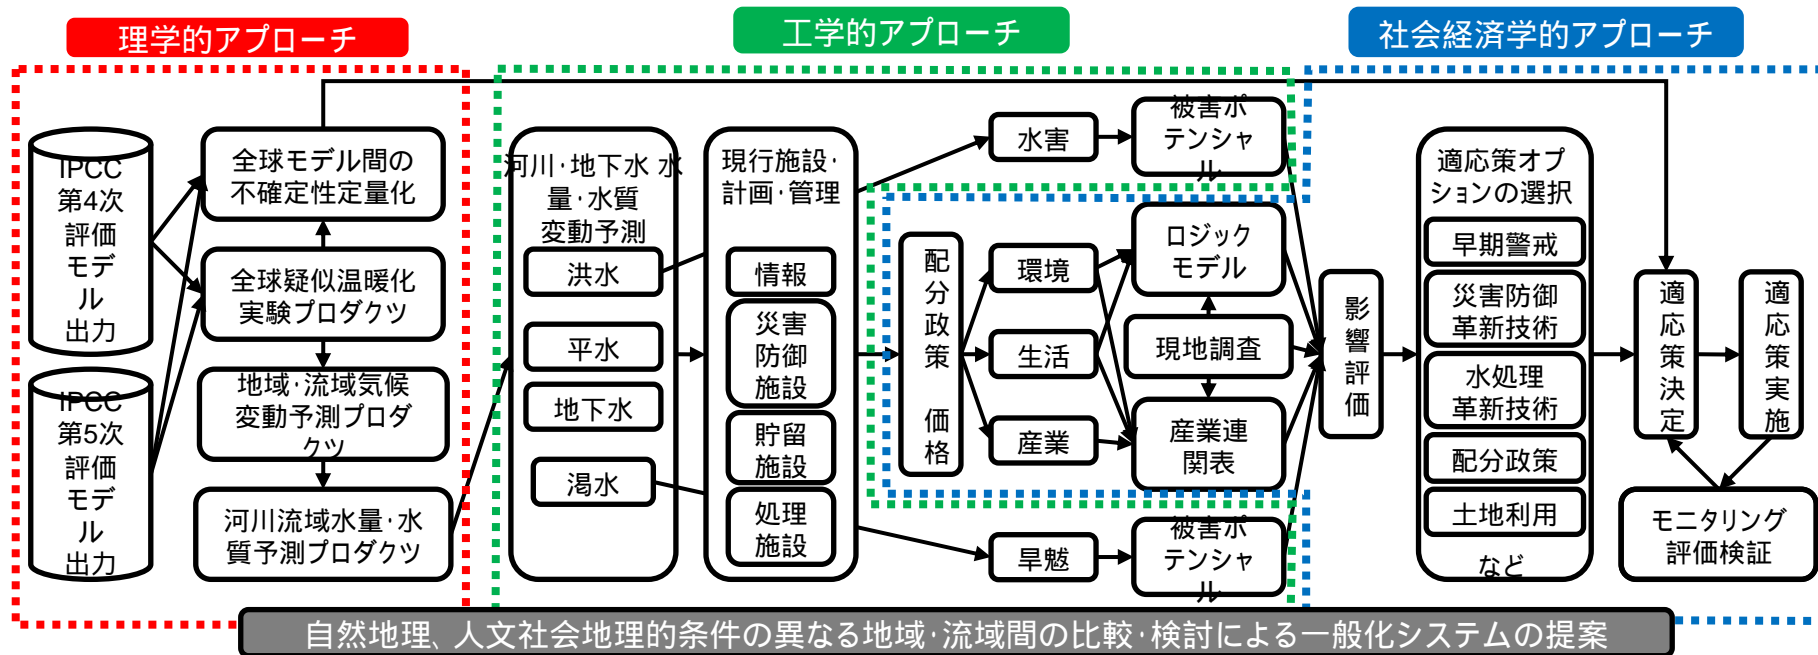 理学的アプローチ
工学的アプローチ
社会経済学的アプローチ
IPCC
第4次
評価
モデ
ル
出力
IPCC
第5次
評価
モデ
ル
出力
全球モデル間の
不確定性定量化
全球疑似温暖化
実験プロダクツ
地域・流域気候
変動予測プロダ
クツ
河川流域水量・水
質予測プロダクツ
河川・地下水 水
量・水質
変動予測
洪水
平水
地下水
渇水
現行施設・
計画・管理
情報
災害
防御
施設
貯留
施設
処理
施設
水害
被害ポ
テンシャ
ル
配分政策 価格
環境
生活
産業
ロジック
モデル
現地調査
産業連
関表
旱魃
被害ポ
テンシャ
ル
影響評価
適応策オプ
ションの選択
早期警戒
災害防御
革新技術
水処理
革新技術
配分政策
土地利用
など
適応策決定
適応策実施
モニタリング
評価検証
自然地理、人文社会地理的条件の異なる地域・流域間の比較・検討による一般化システムの提案